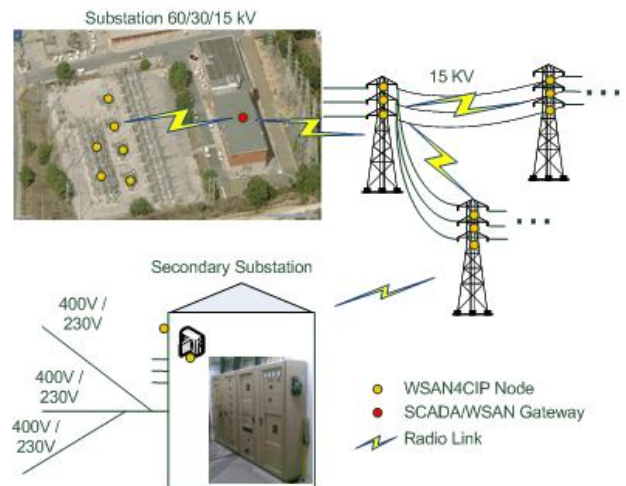 Substation 60/30/15 kV
15 KV
Secondary Substation
400V /
230V
400V /
230V
400V /
230V
WSAN4CIP Node
SCADA/WSAN Gateway
Radio Link